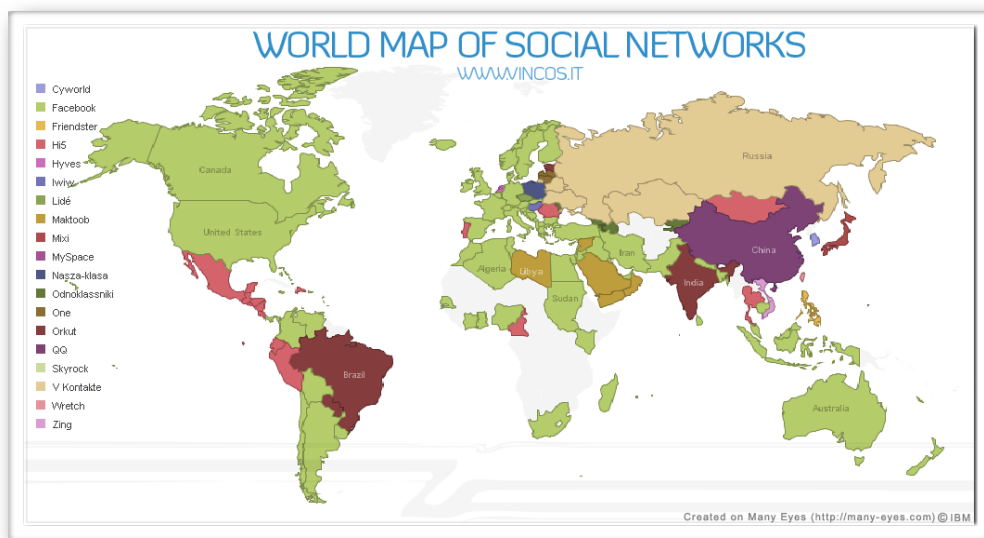 WORLD MAP OF SOCIAL NETWORKS
WWW.VINCOS.IT
Cyworld
Facebook
Friendster
Hi5
Hyves
Iwiw
Lidé
Maktoob
Mixi
MySpace
Nasza-klasa
Odnoklassniki
One
Orkut
QQ
Skyrock
V Kontakte
Wretch
Zing
Canada
United States
Brazil
Algeria
Libya
Sudan
Iran
Russia
China
India
Australia
Created on Many Eyes (http://many-eyes.com) © IBM